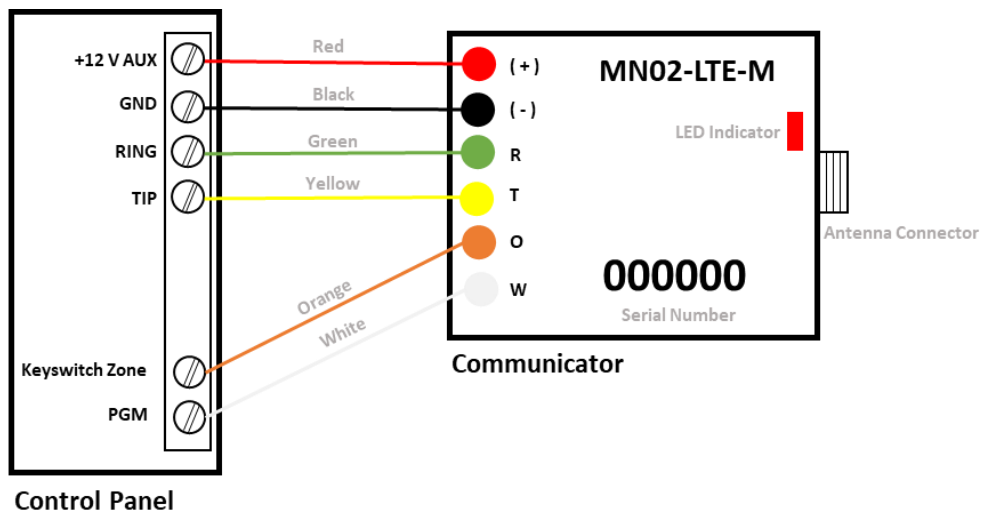 +12 V AUX
GND
RING
TIP
Keyswitch Zone
PGM
Control Panel
Red
Black
Green
Yellow
Orange
White
( + )
( - )
R
T
O
W
MN02-LTE-M
LED Indicator
Antenna Connector
000000
Serial Number
Communicator